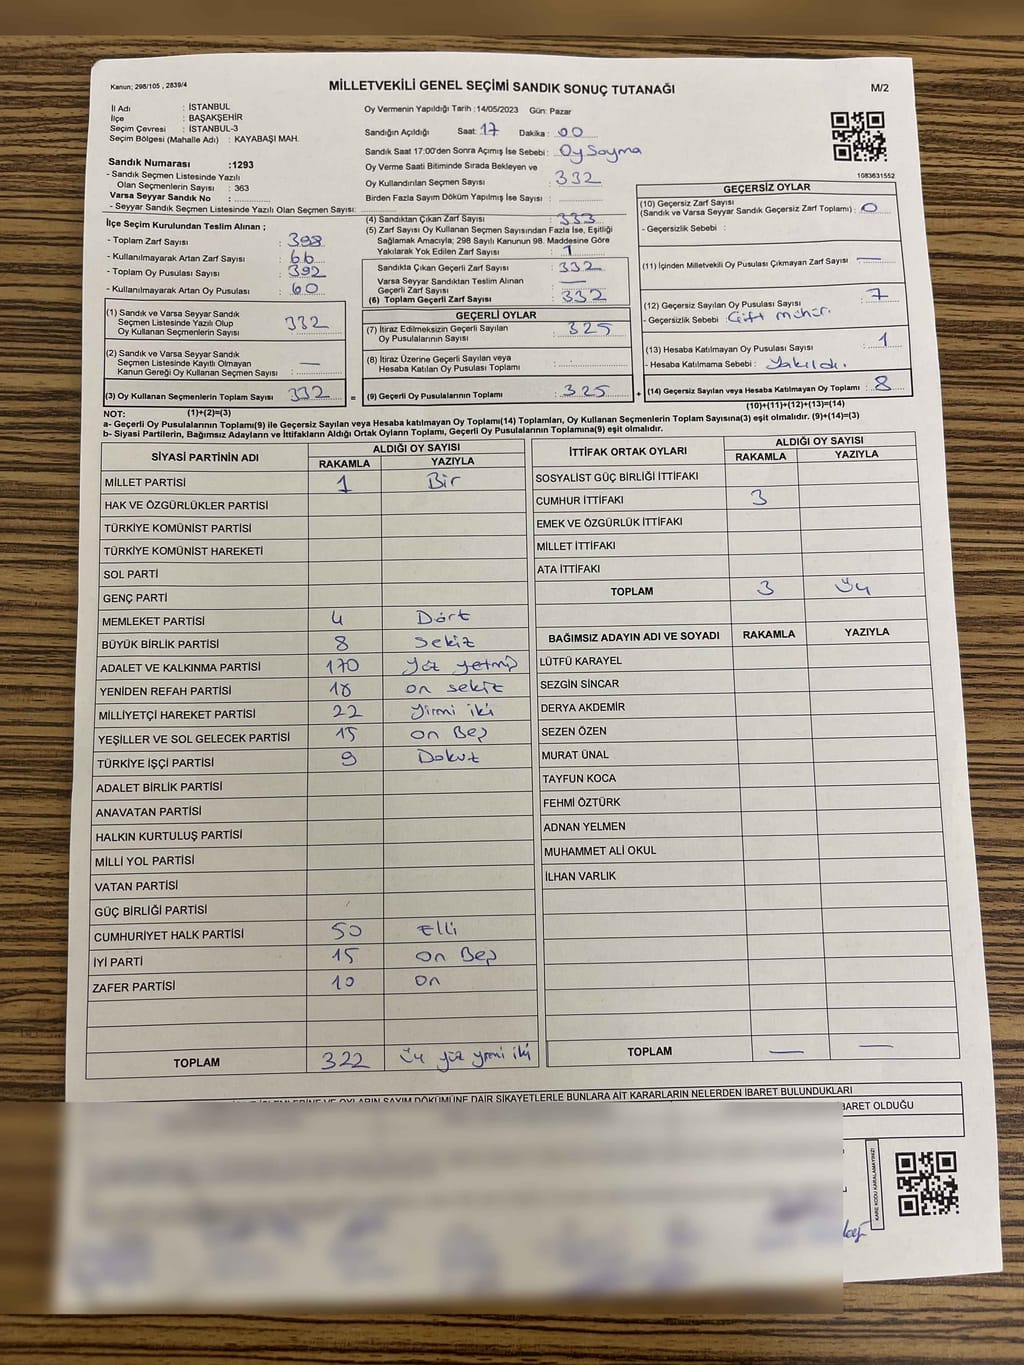 Kanun; 298/105 , 2839/4
MİLLETVEKİLİ GENEL SEÇİMİ SANDIK SONUÇ TUTANAĞI
M/2
İl Adı : İSTANBUL
İlçe : BAŞAKŞEHİR
Seçim Çevresi : İSTANBUL-3
Seçim Bölgesi (Mahalle Adı) : KAYABAŞI MAH.
Sandık Numarası :1293
- Sandık Seçmen Listesinde Yazılı
Olan Seçmenlerin Sayısı : 363
Varsa Seyyar Sandık No :
- Seyyar Sandık Seçmen Listesinde Yazılı Olan Seçmen Sayısı:
Oy Vermenin Yapıldığı Tarih :14/05/2023 Gün: Pazar
Sandığın Açıldığı Saat: 17 Dakika : 00
Sandık Saat 17:00'den Sonra Açımış İse Sebebi : Oy Sayma
Oy Verme Saati Bitiminde Sırada Bekleyen ve
Oy Kullandırılan Seçmen Sayısı : 332
Birden Fazla Sayım Döküm Yapılmış İse Sayısı :
1083631552
İlçe Seçim Kurulundan Teslim Alınan ;
- Toplam Zarf Sayısı : 398
- Kullanılmayarak Artan Zarf Sayısı : 66
- Toplam Oy Pusulası Sayısı : 392
- Kullanılmayarak Artan Oy Pusulası : 60
(4) Sandıktan Çıkan Zarf Sayısı : 333
(5) Zarf Sayısı Oy Kullanan Seçmen Sayısından Fazla İse, Eşitliği
Sağlamak Amacıyla; 298 Sayılı Kanunun 98. Maddesine Göre
Yakılarak Yok Edilen Zarf Sayısı : 1
Sandıkta Çıkan Geçerli Zarf Sayısı : 332
Varsa Seyyar Sandıktan Teslim Alınan
Geçerli Zarf Sayısı : —
(6) Toplam Geçerli Zarf Sayısı : 332
GEÇERSİZ OYLAR
(10) Geçersiz Zarf Sayısı
(Sandık ve Varsa Seyyar Sandık Geçersiz Zarf Toplamı) : 0
- Geçersizlik Sebebi :
(11) İçinden Milletvekili Oy Pusulası Çıkmayan Zarf Sayısı : —
(12) Geçersiz Sayılan Oy Pusulası Sayısı : 7
- Geçersizlik Sebebi : Çift mühür.
(13) Hesaba Katılmayan Oy Pusulası Sayısı : 1
- Hesaba Katılmama Sebebi : Yakıldı.
(14) Geçersiz Sayılan veya Hesaba Katılmayan Oy Toplamı : 8
(10)+(11)+(12)+(13)=(14)
(1) Sandık ve Varsa Seyyar Sandık
Seçmen Listesinde Yazılı Olup
Oy Kullanan Seçmenlerin Sayısı : 332
(2) Sandık ve Varsa Seyyar Sandık
Seçmen Listesinde Kayıtlı Olmayan
Kanun Gereği Oy Kullanan Seçmen Sayısı : —
(3) Oy Kullanan Seçmenlerin Toplam Sayısı : 332
(1)+(2)=(3)
GEÇERLİ OYLAR
(7) İtiraz Edilmeksizin Geçerli Sayılan
Oy Pusulalarının Sayısı : 325
(8) İtiraz Üzerine Geçerli Sayılan veya
Hesaba Katılan Oy Pusulası Toplamı :
= (9) Geçerli Oy Pusulalarının Toplamı : 325 +
NOT:
a- Geçerli Oy Pusulalarının Toplamı(9) ile Geçersiz Sayılan veya Hesaba katılmayan Oy Toplamı(14) Toplamları, Oy Kullanan Seçmenlerin Toplam Sayısına(3) eşit olmalıdır. (9)+(14)=(3)
b- Siyasi Partilerin, Bağımsız Adayların ve İttifakların Aldığı Ortak Oyların Toplamı, Geçerli Oy Pusulalarının Toplamına(9) eşit olmalıdır.
SİYASİ PARTİNİN ADI ALDIĞI OY SAYISI
RAKAMLA YAZIYLA
MİLLET PARTİSİ 1 Bir
HAK VE ÖZGÜRLÜKLER PARTİSİ
TÜRKİYE KOMÜNİST PARTİSİ
TÜRKİYE KOMÜNİST HAREKETİ
SOL PARTİ
GENÇ PARTİ
MEMLEKET PARTİSİ 4 Dört
BÜYÜK BİRLİK PARTİSİ 8 Sekiz
ADALET VE KALKINMA PARTİSİ 170 Yüz yetmiş
YENİDEN REFAH PARTİSİ 18 on sekiz
MİLLİYETÇİ HAREKET PARTİSİ 22 yirmi iki
YEŞİLLER VE SOL GELECEK PARTİSİ 15 on Beş
TÜRKİYE İŞÇİ PARTİSİ 9 Dokuz
ADALET BİRLİK PARTİSİ
ANAVATAN PARTİSİ
HALKIN KURTULUŞ PARTİSİ
MİLLİ YOL PARTİSİ
VATAN PARTİSİ
GÜÇ BİRLİĞİ PARTİSİ
CUMHURİYET HALK PARTİSİ 50 Elli
İYİ PARTİ 15 on Beş
ZAFER PARTİSİ 10 On
TOPLAM 322 Üç yüz yirmi iki
İTTİFAK ORTAK OYLARI ALDIĞI OY SAYISI
RAKAMLA YAZIYLA
SOSYALİST GÜÇ BİRLİĞİ İTTİFAKI
CUMHUR İTTİFAKI 3
EMEK VE ÖZGÜRLÜK İTTİFAKI
MİLLET İTTİFAKI
ATA İTTİFAKI
TOPLAM 3 Üç
BAĞIMSIZ ADAYIN ADI VE SOYADI RAKAMLA YAZIYLA
LÜTFÜ KARAYEL
SEZGİN SİNCAR
DERYA AKDEMİR
SEZEN ÖZEN
MURAT ÜNAL
TAYFUN KOCA
FEHMİ ÖZTÜRK
ADNAN YELMEN
MUHAMMET ALİ OKUL
İLHAN VARLIK
TOPLAM — —
OYLARIN SAYIM DÖKÜMÜNE DAİR ŞİKAYETLERLE BUNLARA AİT KARARLARIN NELERDEN İBARET BULUNDUKLARI
BARET OLDUĞU
KARE KODU KARALAMAYINIZ!